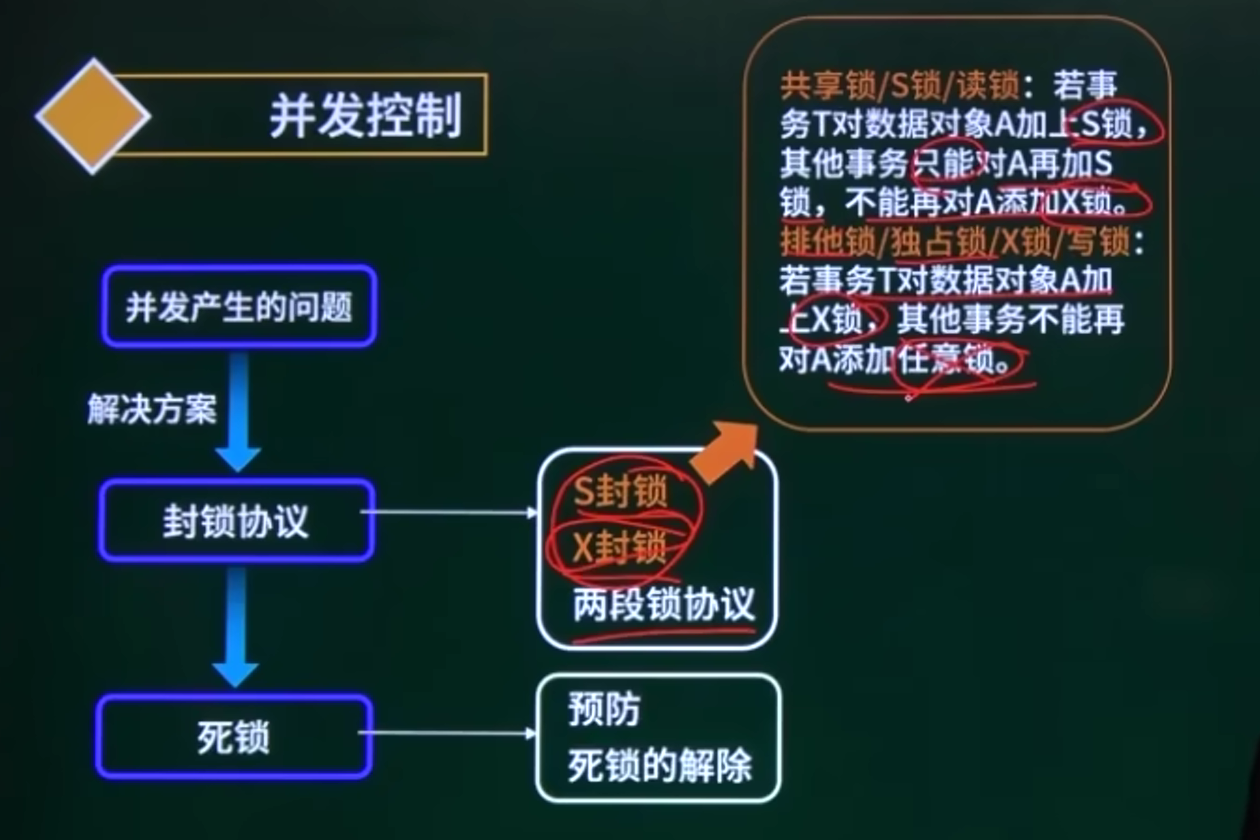 并发控制
共享锁/S锁/读锁：若事
务T对数据对象A加上S锁，
其他事务只能对A再加S
锁，不能再对A添加X锁。
排他锁/独占锁/X锁/写锁：
若事务T对数据对象A加
上X锁，其他事务不能再
对A添加任意锁。
并发产生的问题
解决方案
封锁协议
S封锁
X封锁
两段锁协议
死锁
预防
死锁的解除